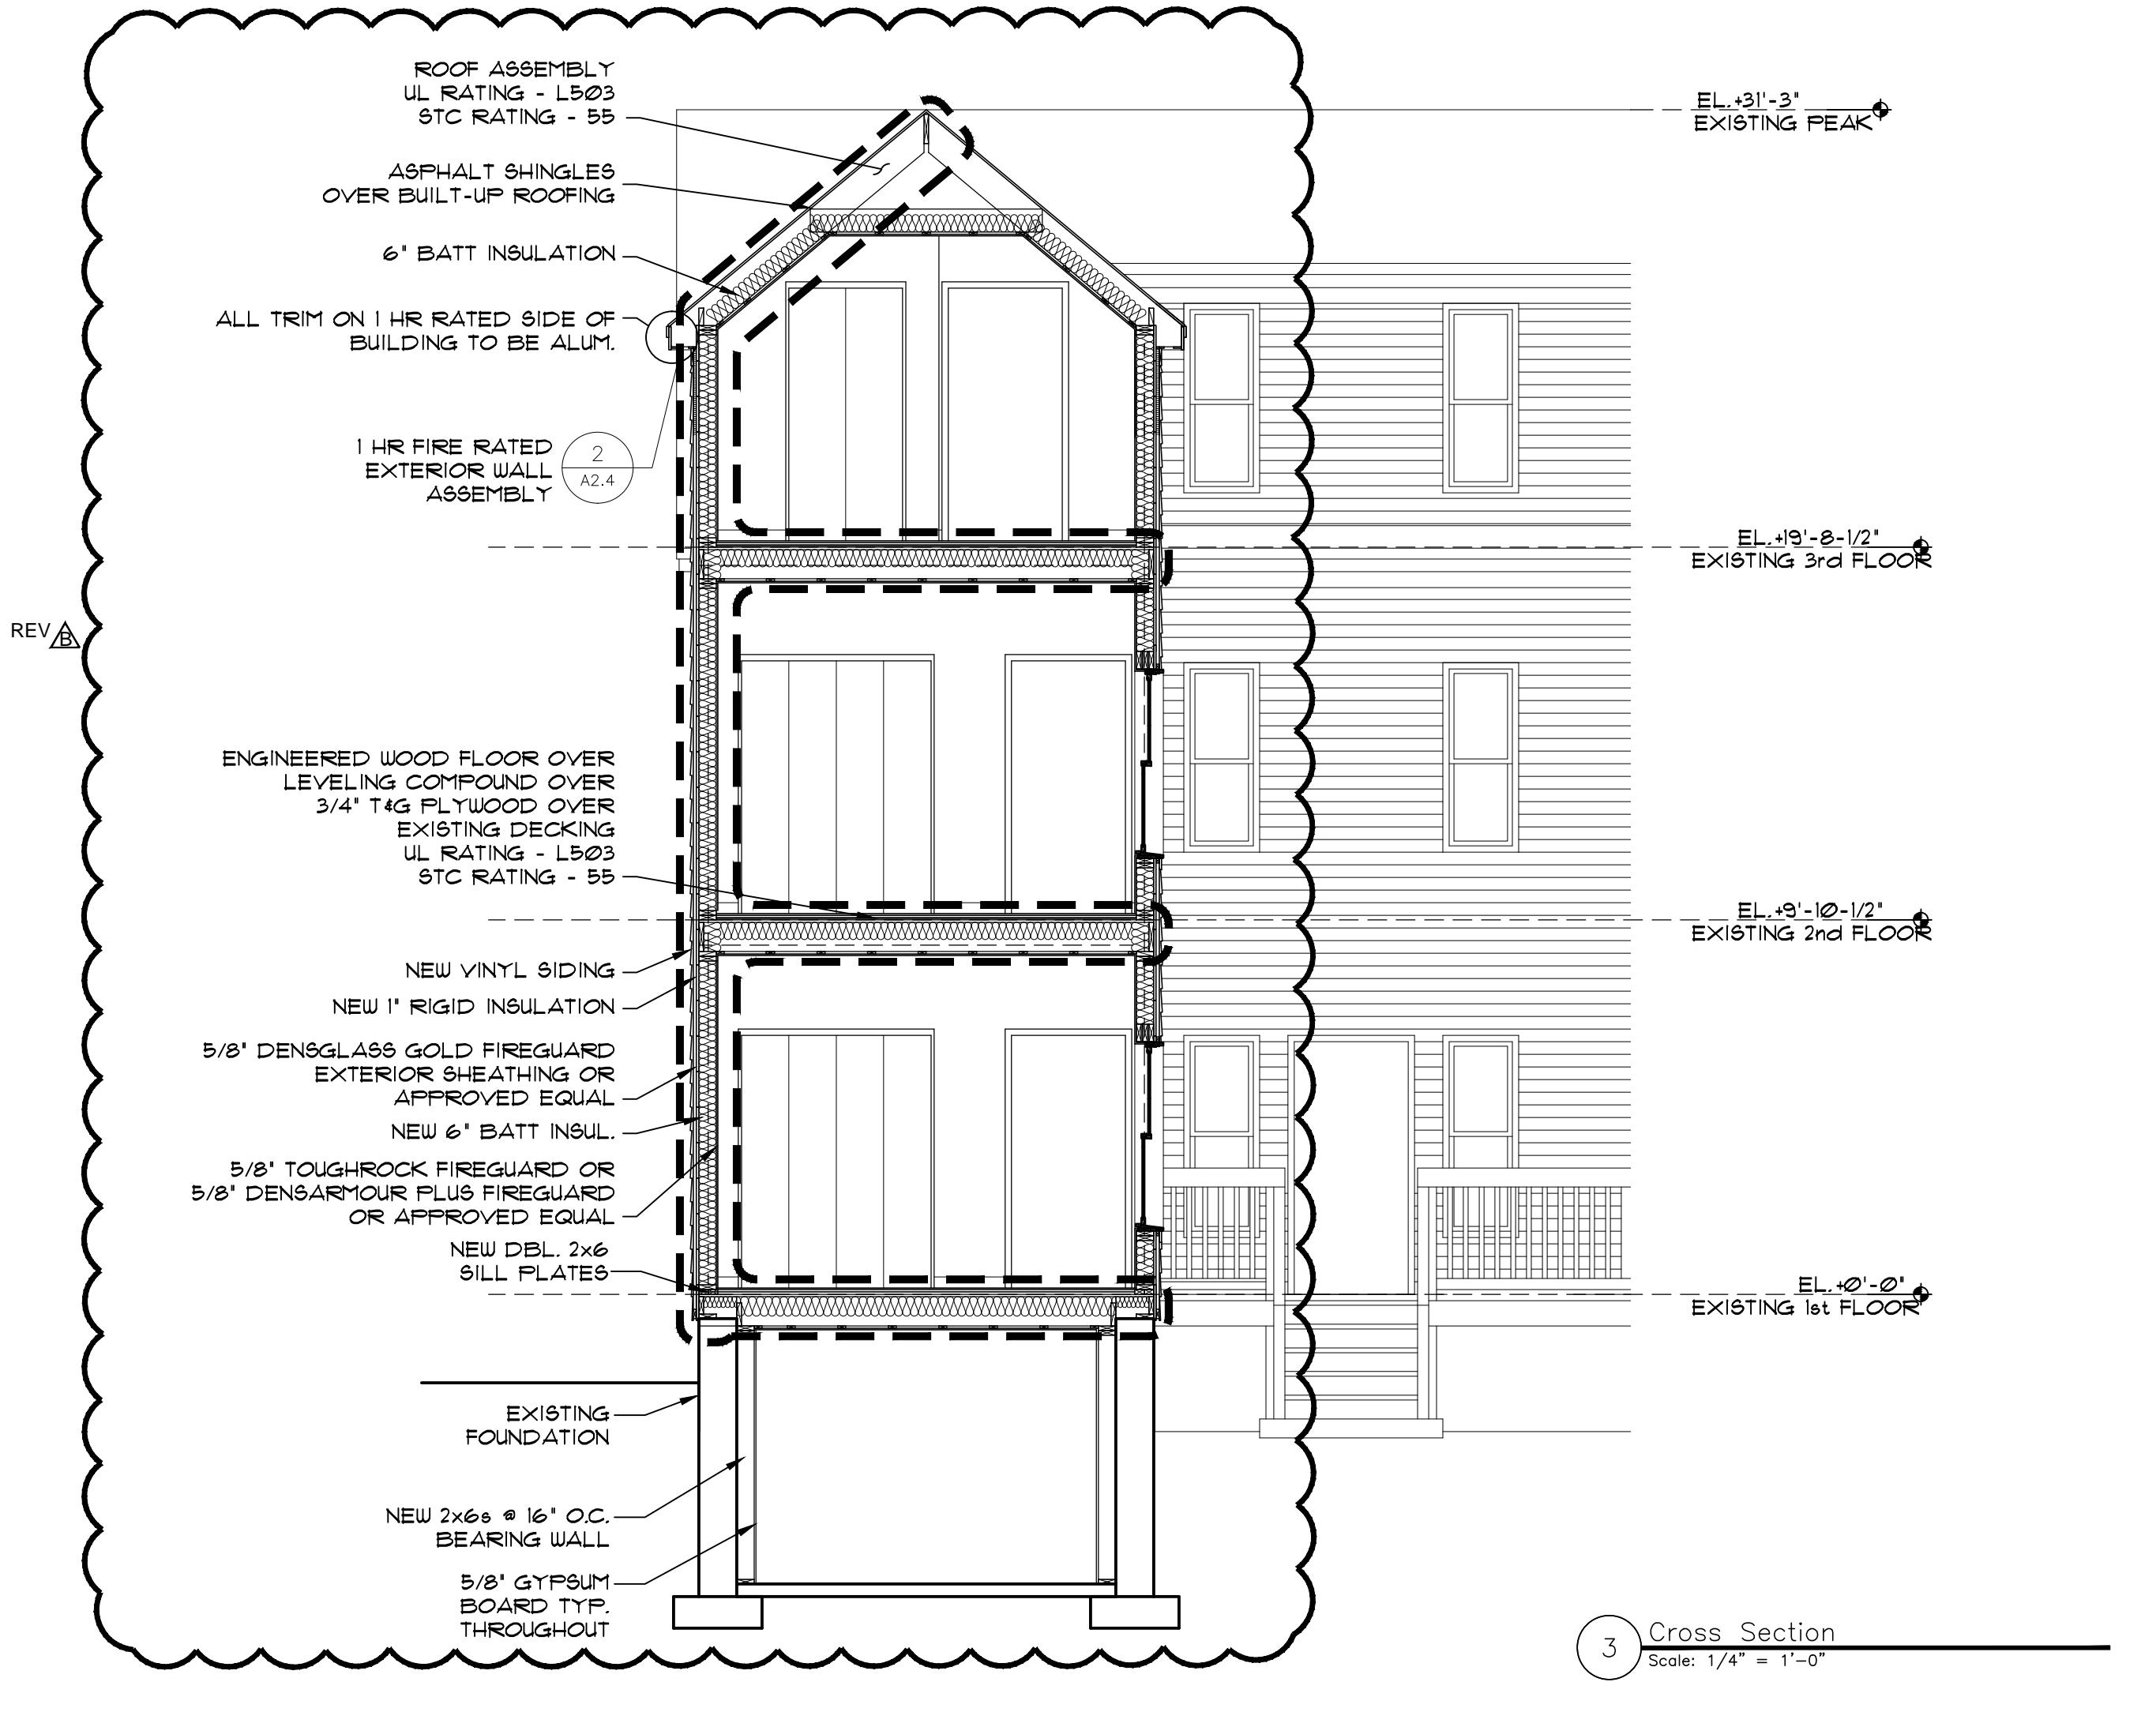 ROOF ASSEMBLY
UL RATING - L503
STC RATING - 55
ASPHALT SHINGLES
OVER BUILT-UP ROOFING
6" BATT INSULATION
ALL TRIM ON 1 HR RATED SIDE OF
BUILDING TO BE ALUM.
1 HR FIRE RATED
EXTERIOR WALL
ASSEMBLY
2
A2.4
REV B
ENGINEERED WOOD FLOOR OVER
LEVELING COMPOUND OVER
3/4" T&G PLYWOOD OVER
EXISTING DECKING
UL RATING - L503
STC RATING - 55
NEW VINYL SIDING
NEW 1" RIGID INSULATION
5/8" DENSGLASS GOLD FIREGUARD
EXTERIOR SHEATHING OR
APPROVED EQUAL
NEW 6" BATT INSUL.
5/8" TOUGHROCK FIREGUARD OR
5/8" DENSARMOUR PLUS FIREGUARD
OR APPROVED EQUAL
NEW DBL. 2x6
SILL PLATES
EXISTING
FOUNDATION
NEW 2x6s @ 16" O.C.
BEARING WALL
5/8" GYPSUM
BOARD TYP.
THROUGHOUT
EL.+31'-3"
EXISTING PEAK
EL.+19'-8-1/2"
EXISTING 3rd FLOOR
EL.+9'-10-1/2"
EXISTING 2nd FLOOR
EL.+0'-0"
EXISTING 1st FLOOR
3
Cross Section
Scale: 1/4" = 1'-0"